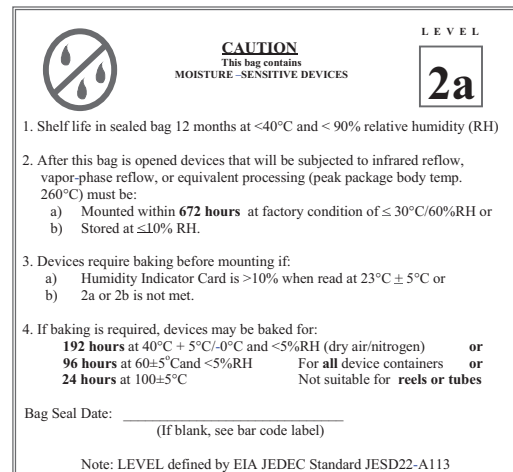 LEVEL
CAUTION
This bag contains
MOISTURE –SENSITIVE DEVICES
2a
1. Shelf life in sealed bag 12 months at <40°C and < 90% relative humidity (RH)
2. After this bag is opened devices that will be subjected to infrared reflow,
vapor-phase reflow, or equivalent processing (peak package body temp.
260°C) must be:
a) Mounted within 672 hours at factory condition of ≤ 30°C/60%RH or
b) Stored at ≤10% RH.
3. Devices require baking before mounting if:
a) Humidity Indicator Card is >10% when read at 23°C ± 5°C or
b) 2a or 2b is not met.
4. If baking is required, devices may be baked for:
192 hours at 40°C + 5°C/-0°C and <5%RH (dry air/nitrogen) or
96 hours at 60±5°Cand <5%RH For all device containers or
24 hours at 100±5°C Not suitable for reels or tubes
Bag Seal Date: ______________________________
(If blank, see bar code label)
Note: LEVEL defined by EIA JEDEC Standard JESD22-A113